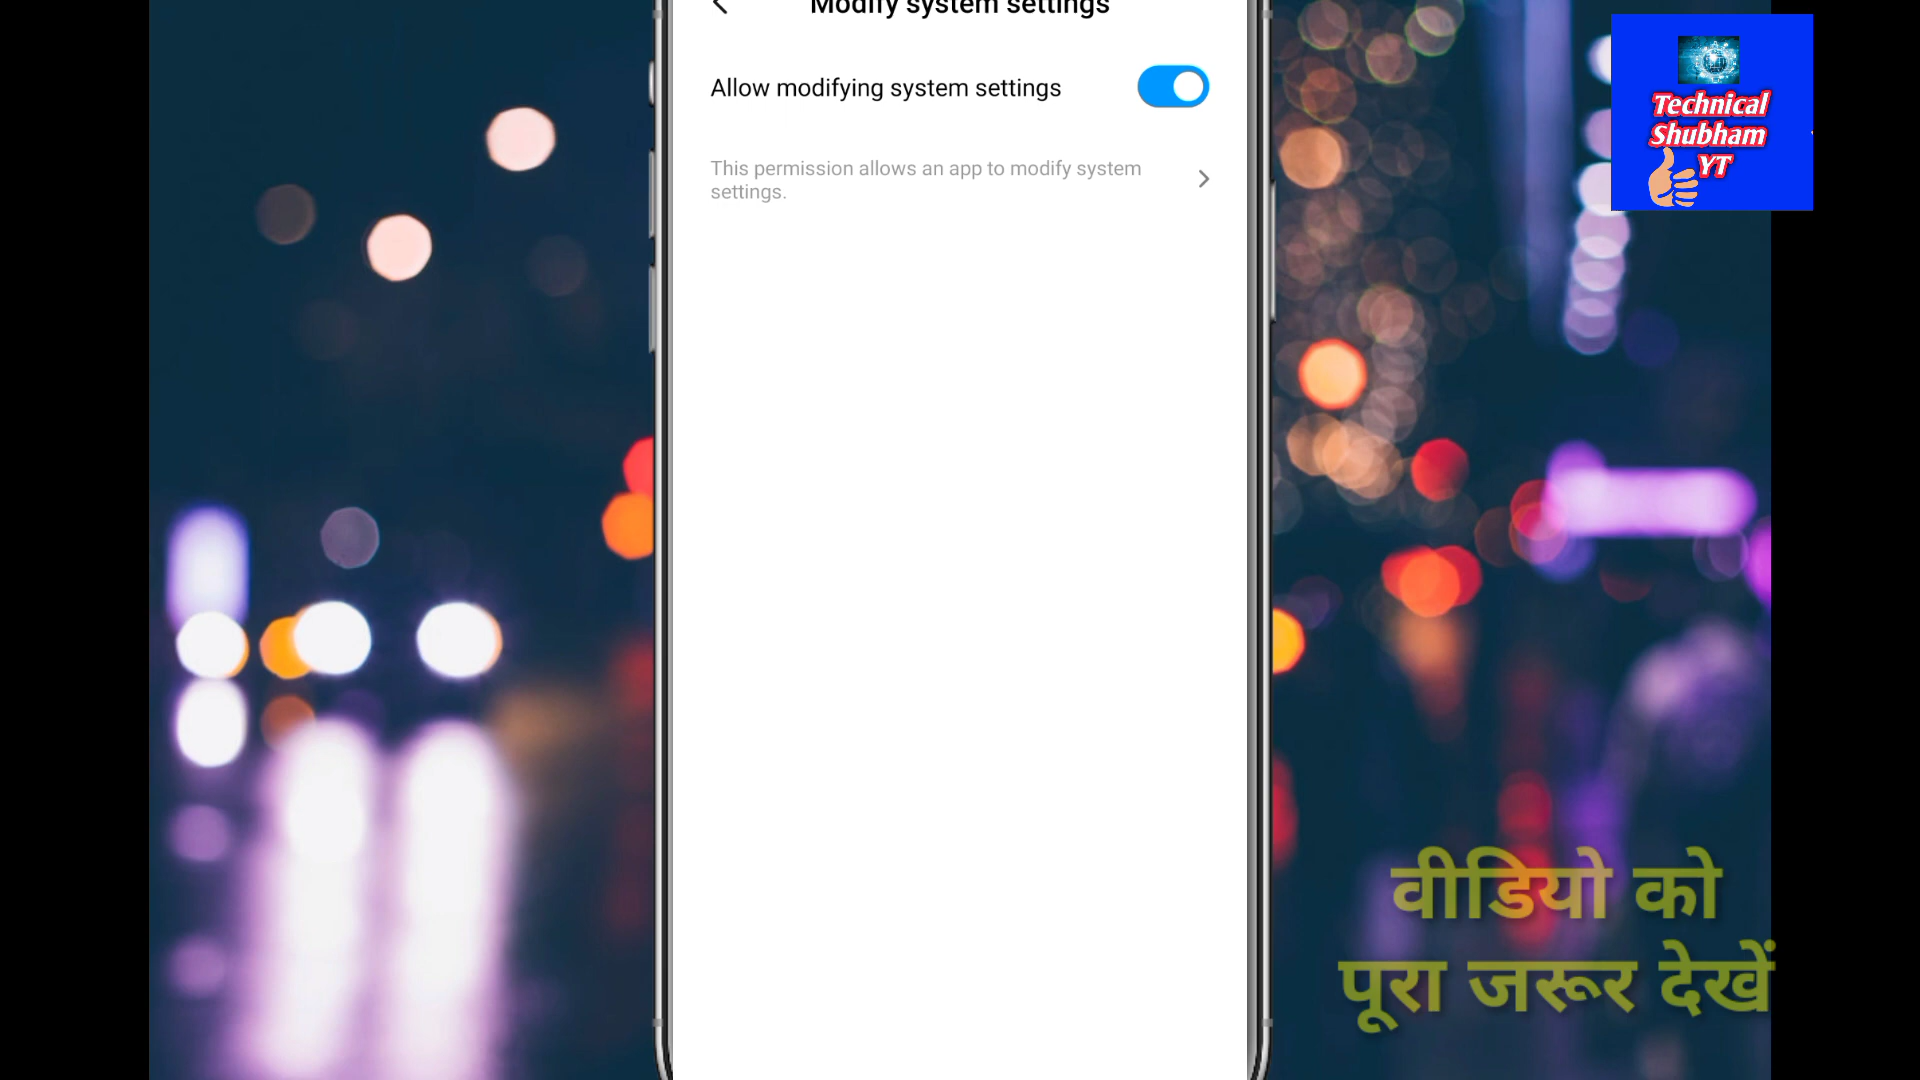 Modify system settings
Allow modifying system settings
This permission allows an app to modify system
settings.
Technical
Shubham
YT
वीडियो को
पूरा जरूर देखें